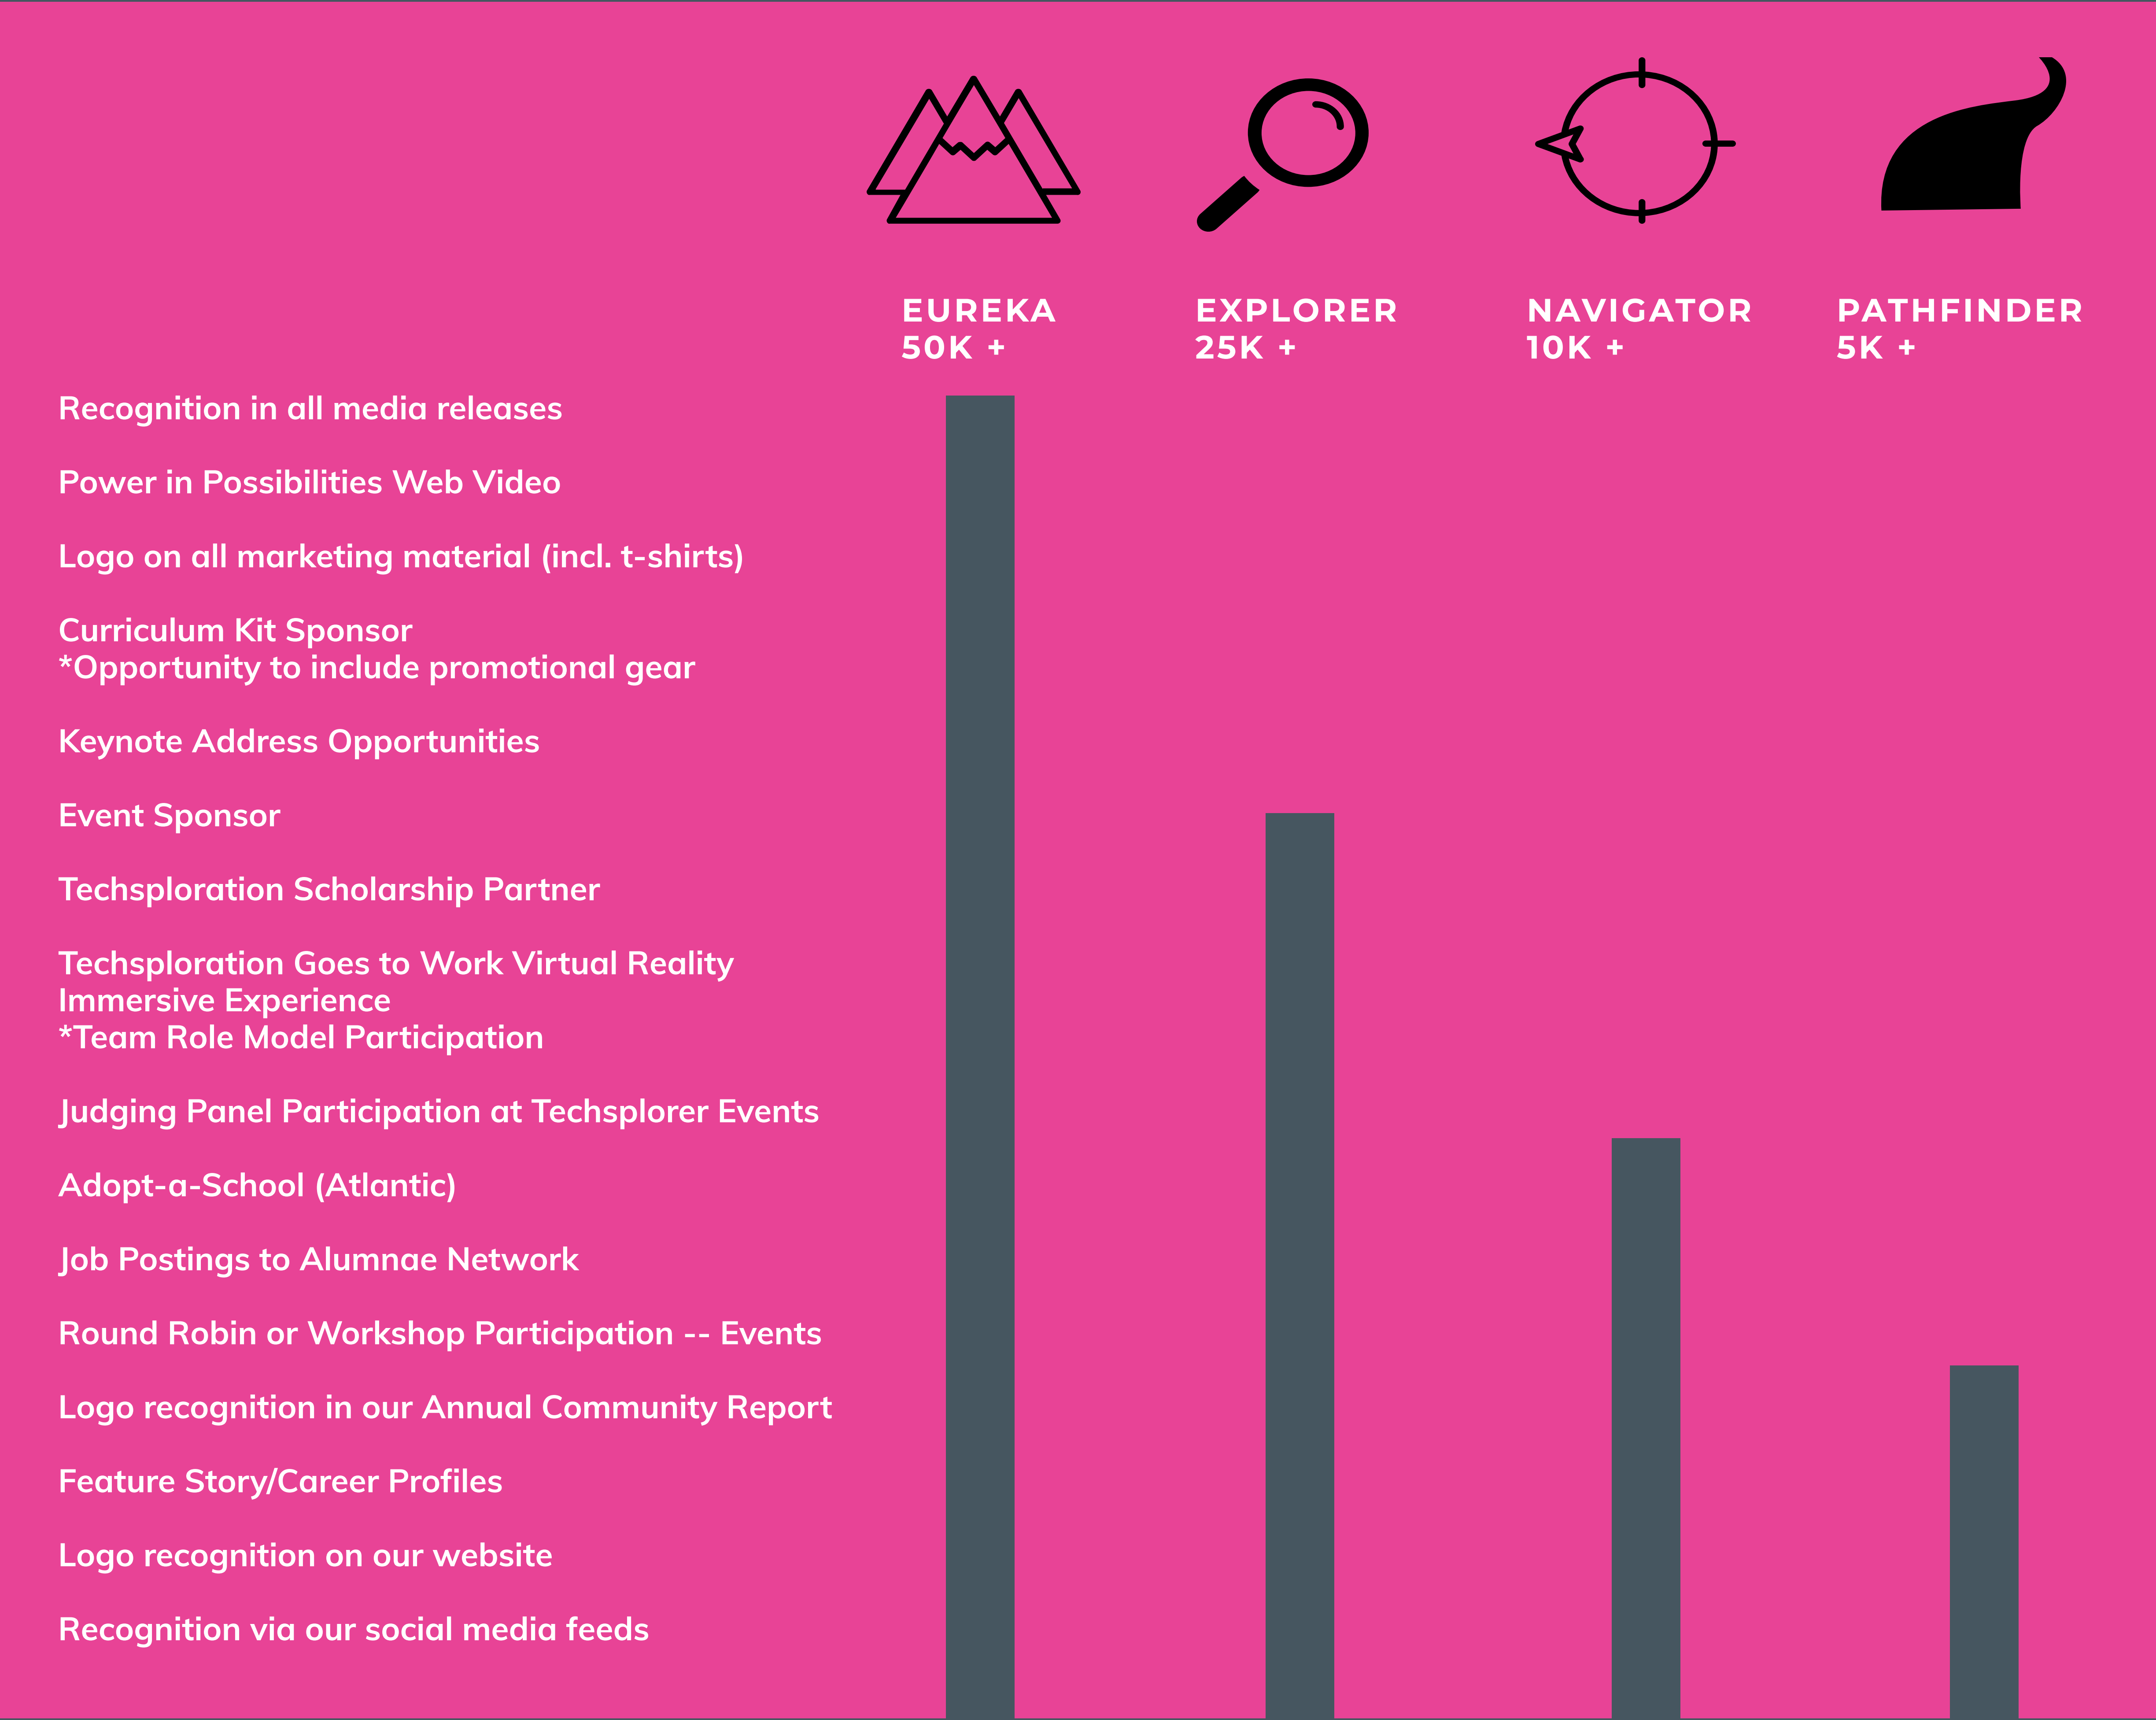 EUREKA
50K +
EXPLORER
25K +
NAVIGATOR
10K +
PATHFINDER
5K +
Recognition in all media releases
Power in Possibilities Web Video
Logo on all marketing material (incl. t-shirts)
Curriculum Kit Sponsor
*Opportunity to include promotional gear
Keynote Address Opportunities
Event Sponsor
Techsploration Scholarship Partner
Techsploration Goes to Work Virtual Reality
Immersive Experience
*Team Role Model Participation
Judging Panel Participation at Techsplorer Events
Adopt-a-School (Atlantic)
Job Postings to Alumnae Network
Round Robin or Workshop Participation -- Events
Logo recognition in our Annual Community Report
Feature Story/Career Profiles
Logo recognition on our website
Recognition via our social media feeds